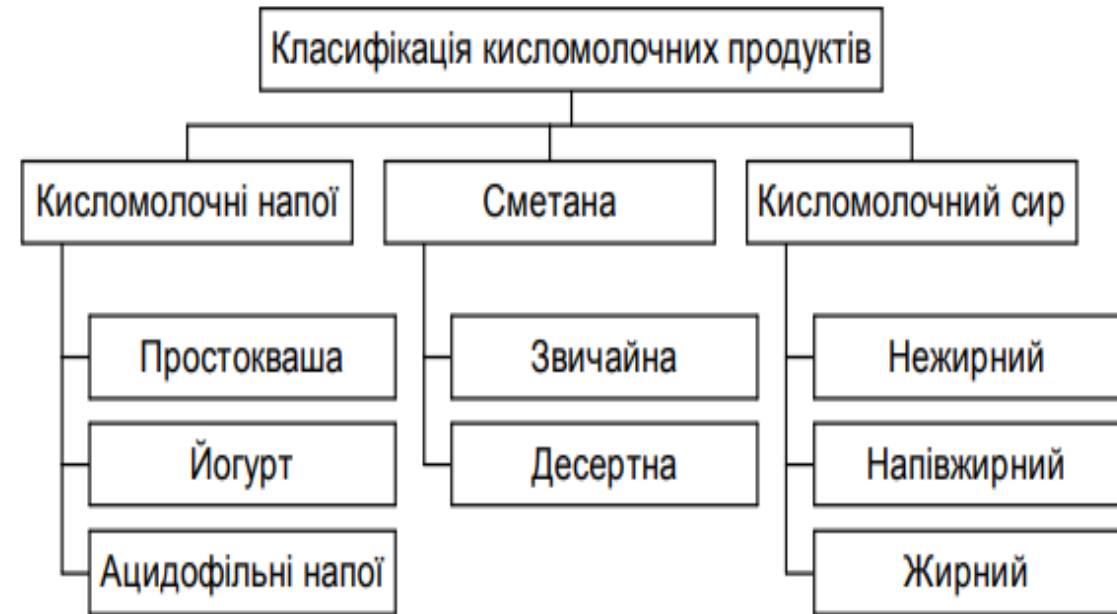 Класифікація кисломолочних продуктів
Кисломолочні напої
Сметана
Кисломолочний сир
Простокваша
Звичайна
Нежирний
Йогурт
Десертна
Напівжирний
Ацидофільні напої
Жирний